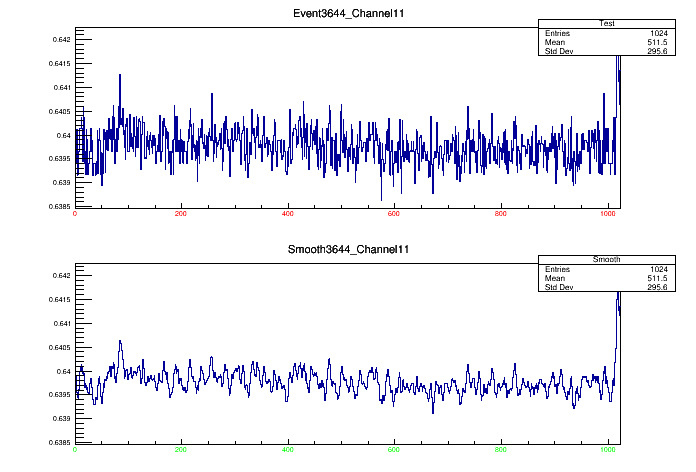 Event3644_Channel11
Test
Entries 1024
Mean 511.5
Std Dev 295.6
0.642
0.6415
0.641
0.6405
0.64
0.6395
0.639
0.6385
0 200 400 600 800 1000
Smooth3644_Channel11
Smooth
Entries 1024
Mean 511.5
Std Dev 295.6
0.642
0.6415
0.641
0.6405
0.64
0.6395
0.639
0.6385
0 200 400 600 800 1000